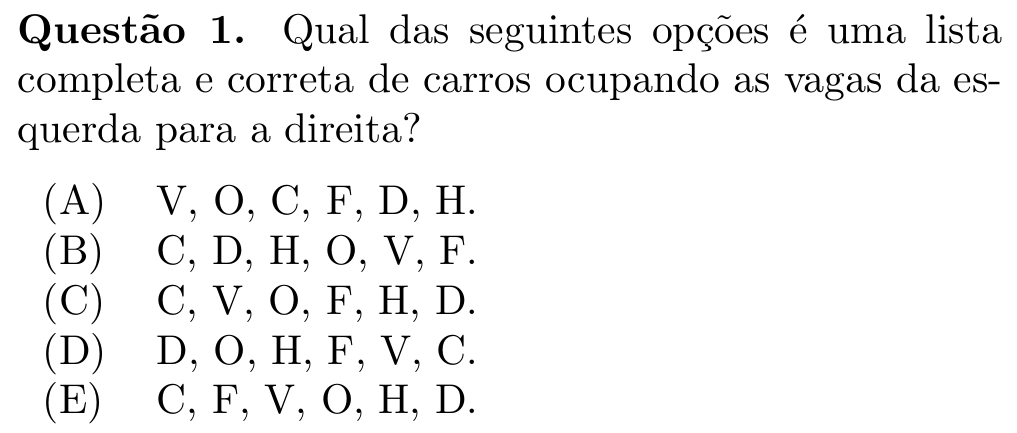 Questão 1. Qual das seguintes opções é uma lista
completa e correta de carros ocupando as vagas da es-
querda para a direita?
(A) V, O, C, F, D, H.
(B) C, D, H, O, V, F.
(C) C, V, O, F, H, D.
(D) D, O, H, F, V, C.
(E) C, F, V, O, H, D.